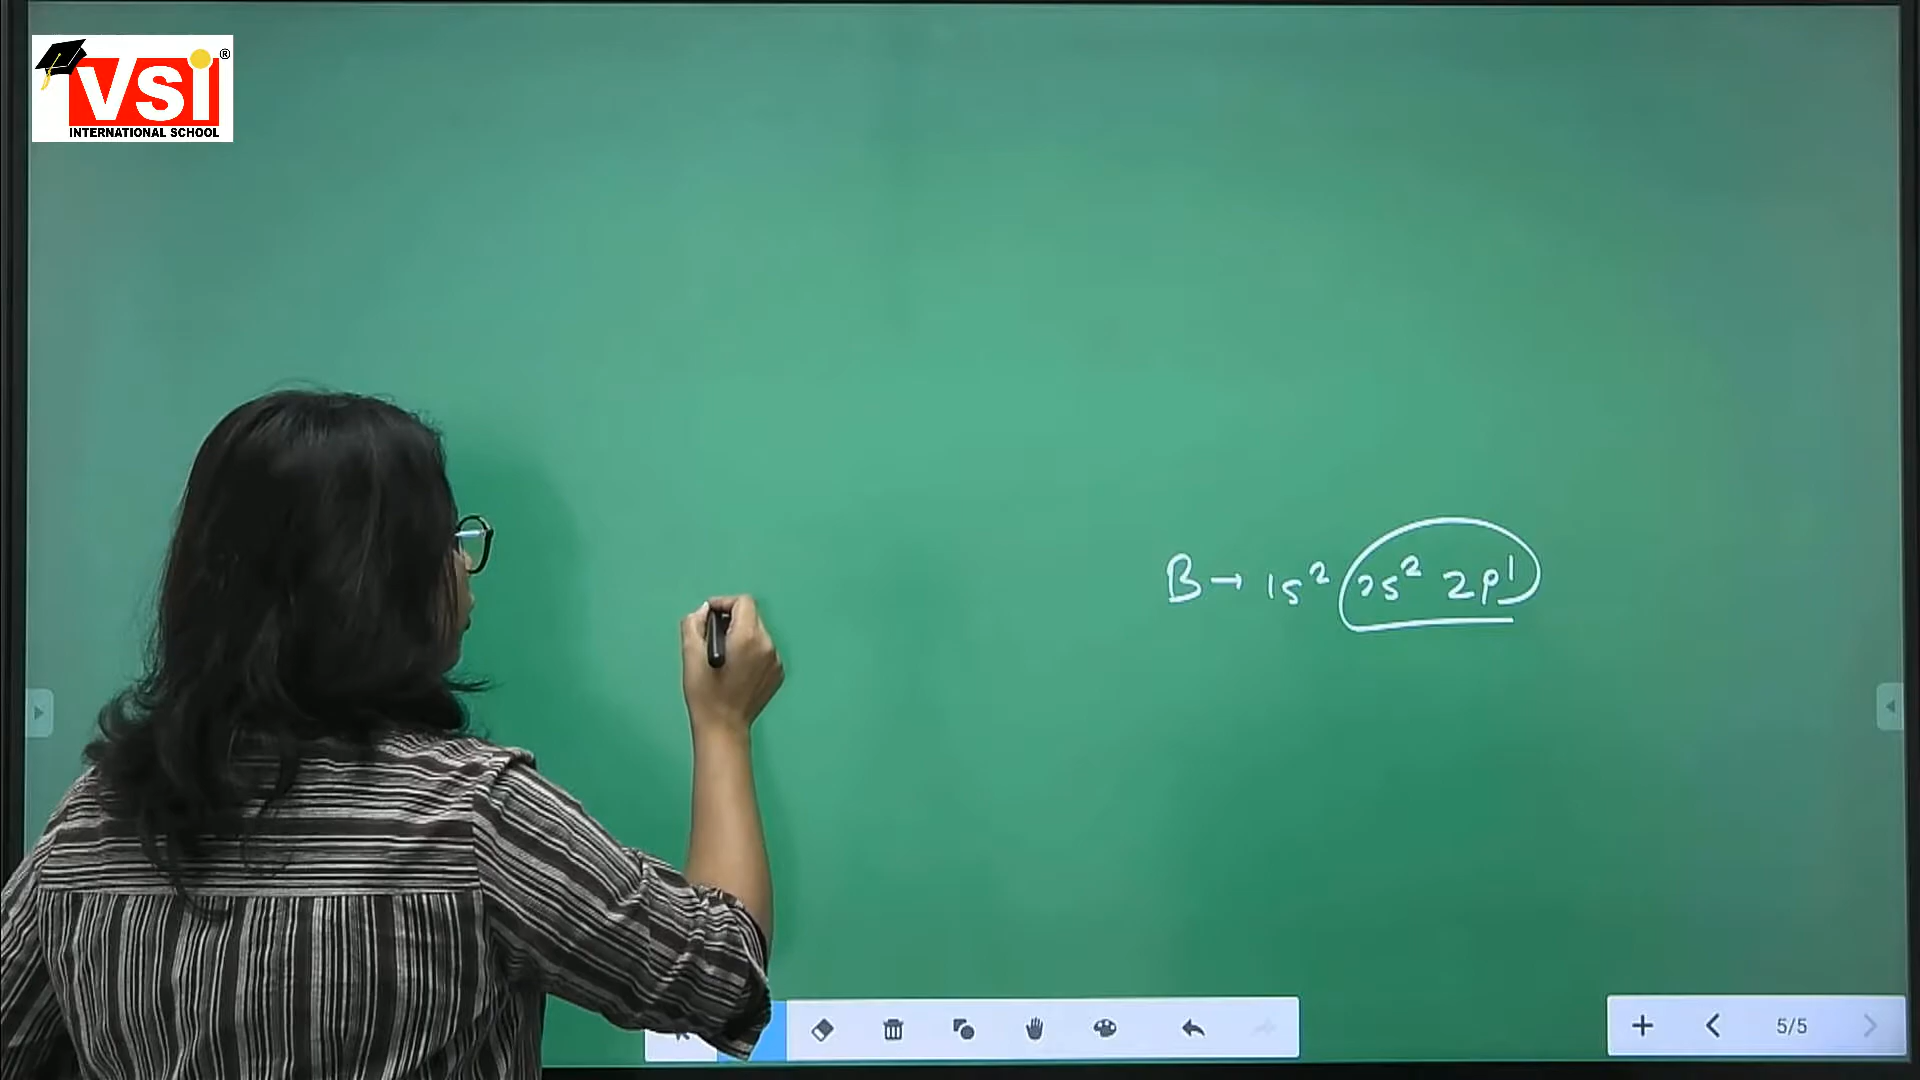 VSI ®
INTERNATIONAL SCHOOL
B → 1s² 2s² 2p¹
5/5